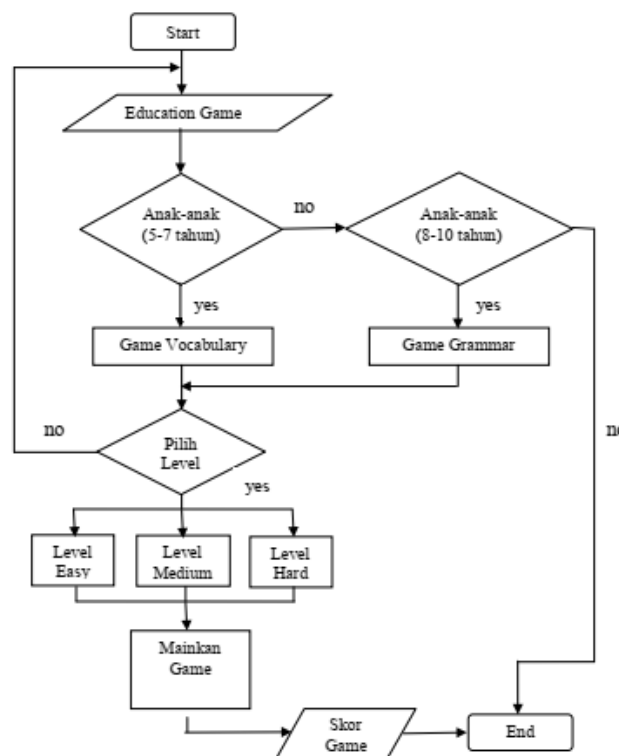 Start
Education Game
Anak-anak
(5-7 tahun)
no
Anak-anak
(8-10 tahun)
yes
yes
Game Vocabulary
Game Grammar
no
Pilih
Level
no
yes
Level
Easy
Level
Medium
Level
Hard
Mainkan
Game
Skor
Game
End